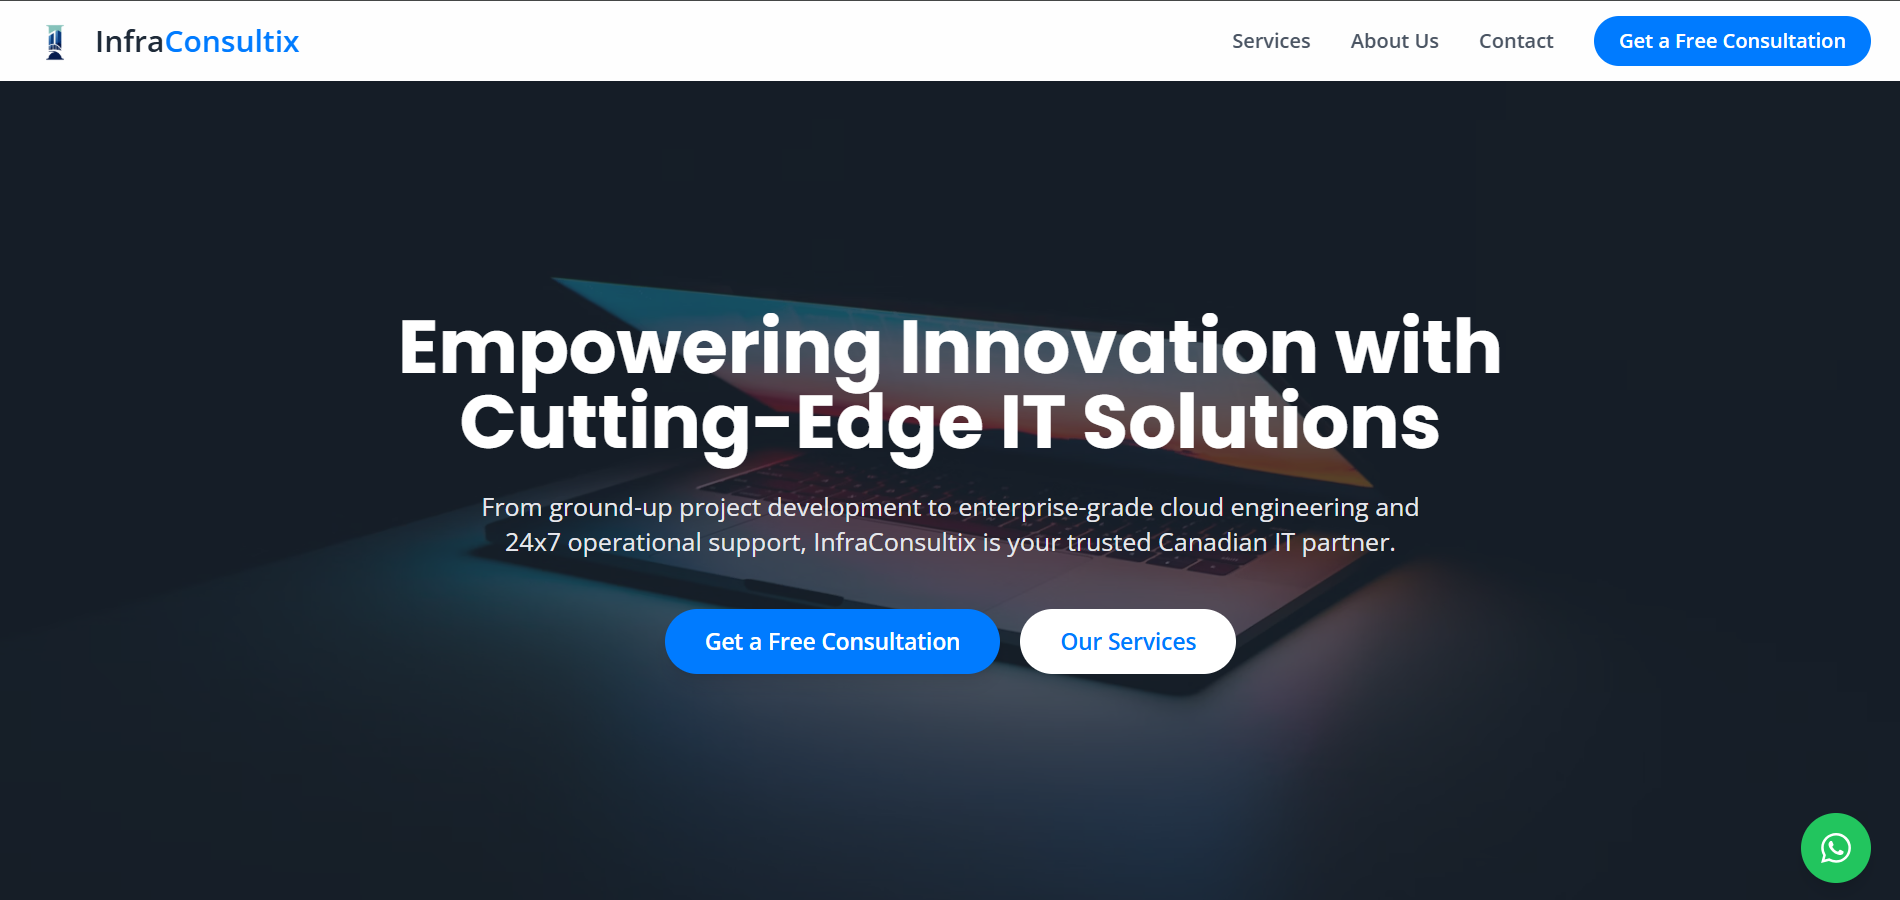 InfraConsultix
Services
About Us
Contact
Get a Free Consultation
Empowering Innovation with
Cutting-Edge IT Solutions
From ground-up project development to enterprise-grade cloud engineering and
24x7 operational support, InfraConsultix is your trusted Canadian IT partner.
Get a Free Consultation
Our Services